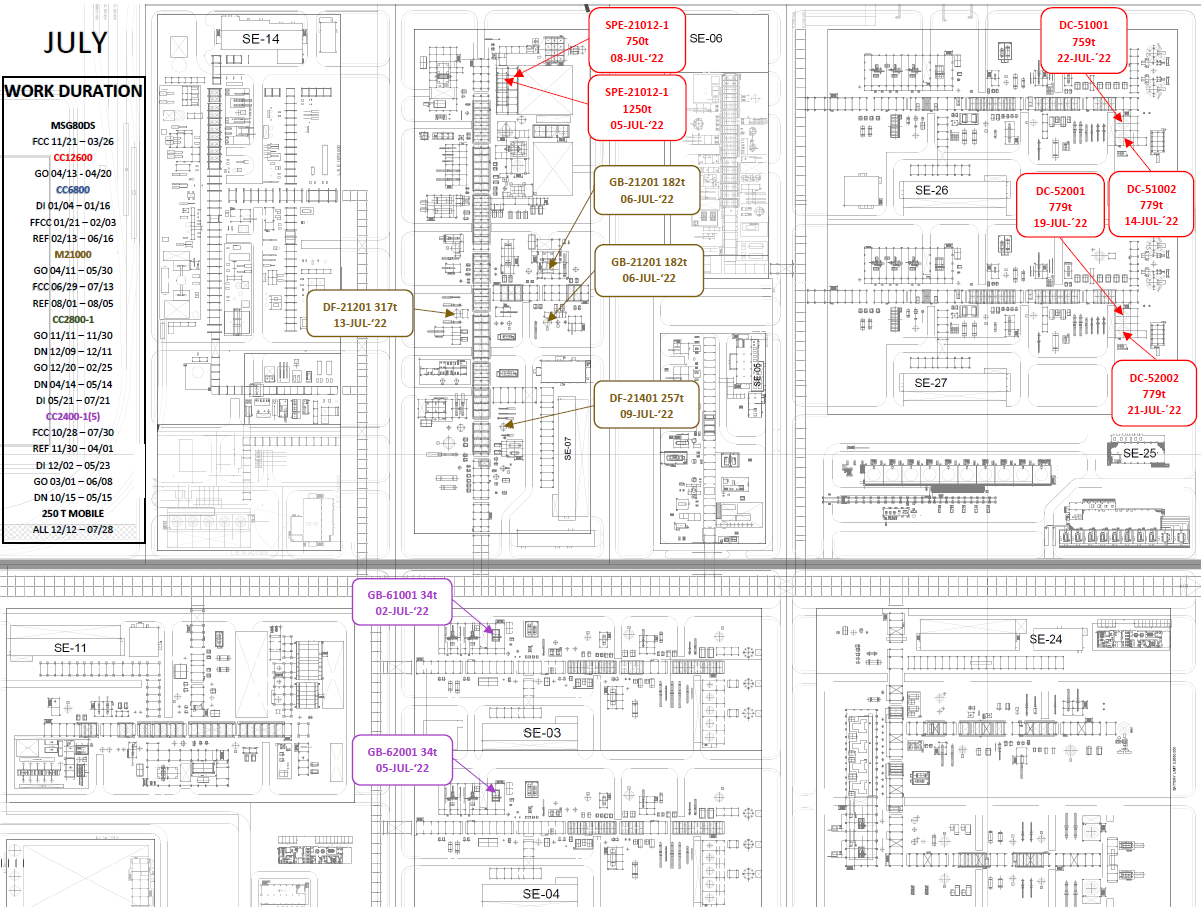 JULY
WORK DURATION
MSG80DS
FCC 11/21 – 03/26
CC12600
GO 04/13 - 04/20
CC6800
DI 01/04 – 01/16
FFCC 01/21 – 02/03
REF 02/13 – 06/16
M21000
GO 04/11 – 05/30
FCC 06/29 – 07/13
REF 08/01 – 08/05
CC2800-1
GO 11/11 – 11/30
DN 12/09 – 12/11
GO 12/20 – 02/25
DN 04/14 – 05/14
DI 05/21 – 07/21
CC2400-1(5)
FCC 10/28 – 07/30
REF 11/30 – 04/01
DI 12/02 – 05/23
GO 03/01 – 06/08
DN 10/15 – 05/15
250 T MOBILE
ALL 12/12 – 07/28
SE-14
SPE-21012-1
750t
08-JUL-‘22
SE-06
SPE-21012-1
1250t
05-JUL-‘22
DC-51001
759t
22-JUL-´22
GB-21201 182t
06-JUL-‘22
SE-26
DC-52001
779t
19-JUL-´22
DC-51002
779t
14-JUL-´22
GB-21201 182t
06-JUL-‘22
DF-21201 317t
13-JUL-‘22
DF-21401 257t
09-JUL-‘22
SE-05
SE-07
SE-27
DC-52002
779t
21-JUL-´22
SE-25
GB-61001 34t
02-JUL-‘22
SE-11
SE-24
SE-03
GB-62001 34t
05-JUL-‘22
SE-04